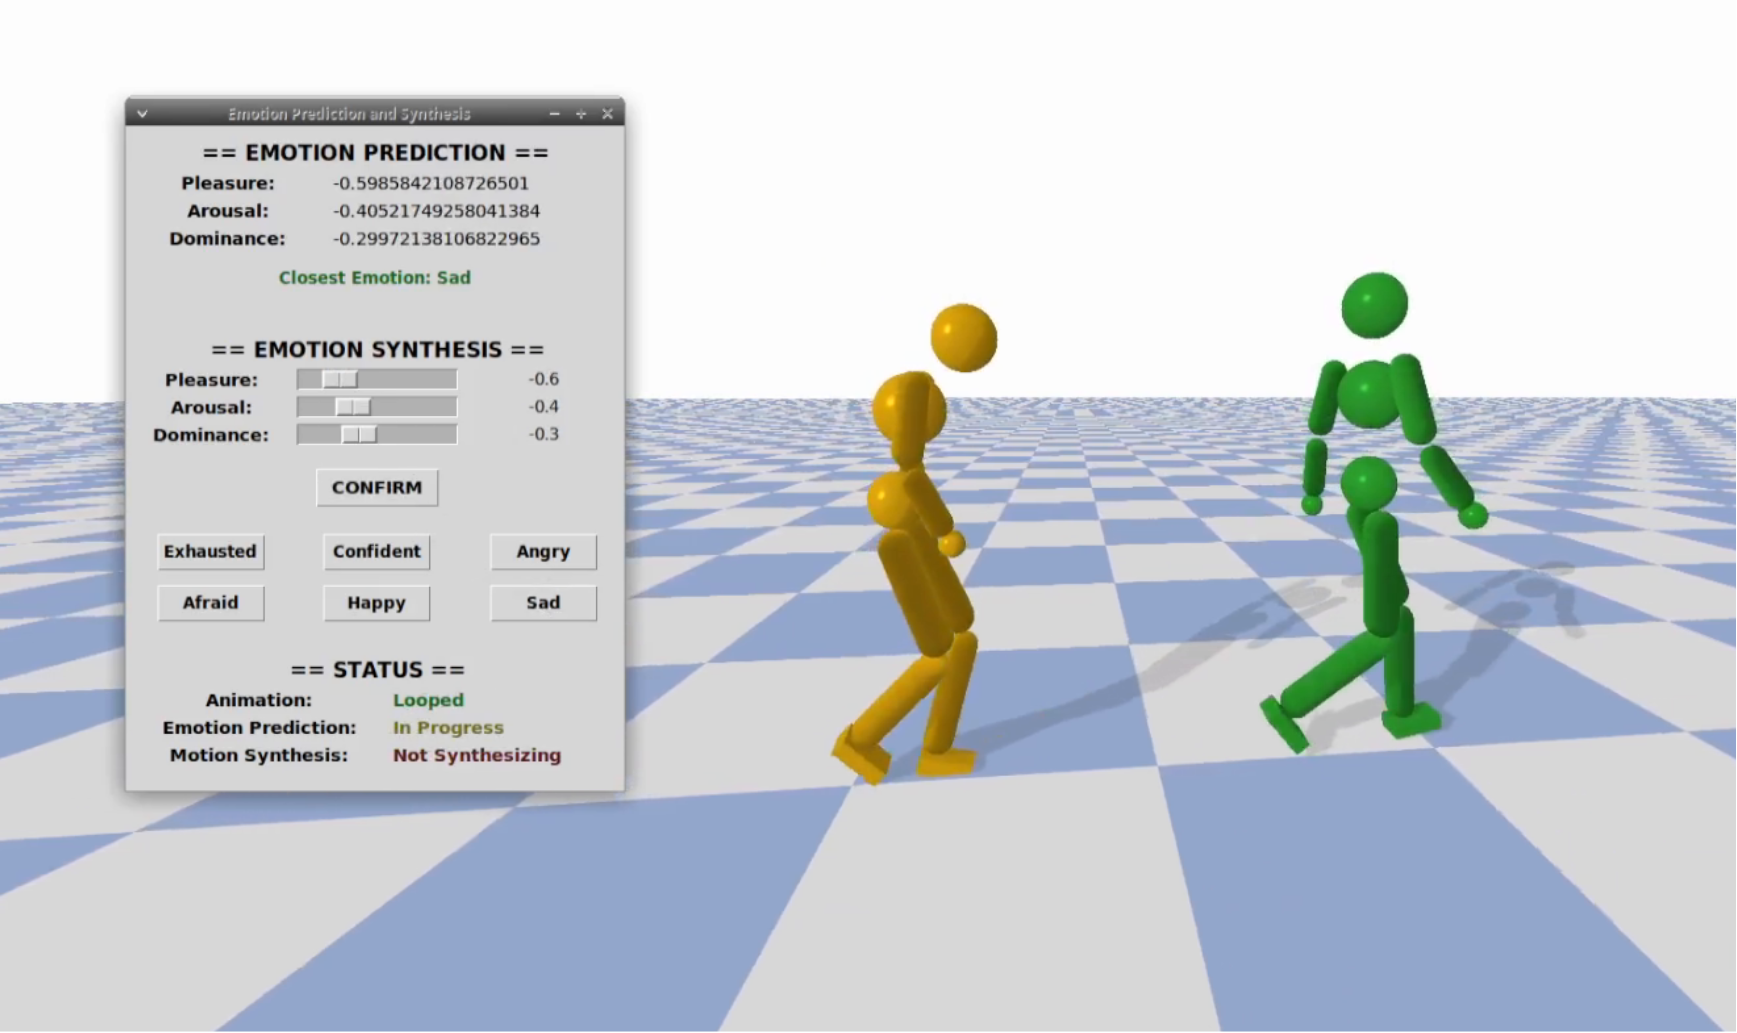 Emotion Prediction and Synthesis
== EMOTION PREDICTION ==
Pleasure: -0.5985842108726501
Arousal: -0.40521749258041384
Dominance: -0.29972138106822965
Closest Emotion: Sad
== EMOTION SYNTHESIS ==
Pleasure: -0.6
Arousal: -0.4
Dominance: -0.3
CONFIRM
Exhausted Confident Angry
Afraid Happy Sad
== STATUS ==
Animation: Looped
Emotion Prediction: In Progress
Motion Synthesis: Not Synthesizing